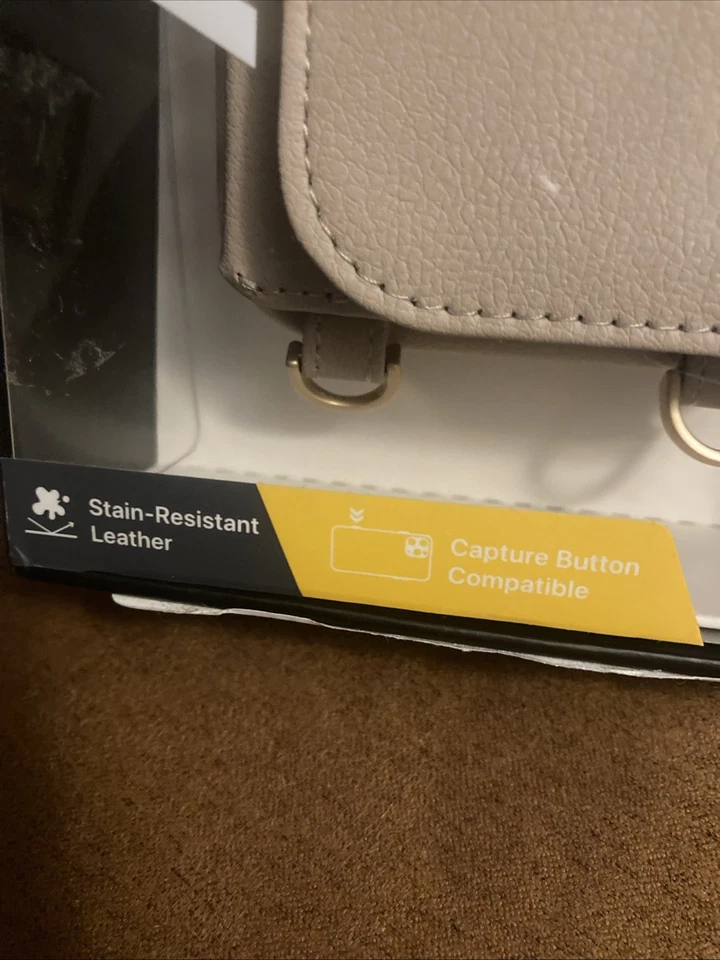 Stain-Resistant
Leather
Capture Button
Compatible